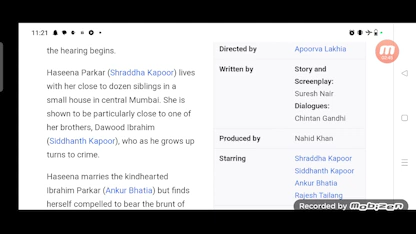 11:21
the hearing begins.
Haseena Parkar (Shraddha Kapoor) lives
with her close to dozen siblings in a
small house in central Mumbai. She is
shown to be particularly close to one of
her brothers, Dawood Ibrahim
(Siddhanth Kapoor), who as he grows up
turns to crime.
Haseena marries the kindhearted
Ibrahim Parkar (Ankur Bhatia) but finds
herself compelled to bear the brunt of
Directed by Apoorva Lakhia
Written by Story and
Screenplay:
Suresh Nair
Dialogues:
Chintan Gandhi
Produced by Nahid Khan
Starring Shraddha Kapoor
Siddhanth Kapoor
Ankur Bhatia
Rajesh Tailang
Recorded by Mobizen